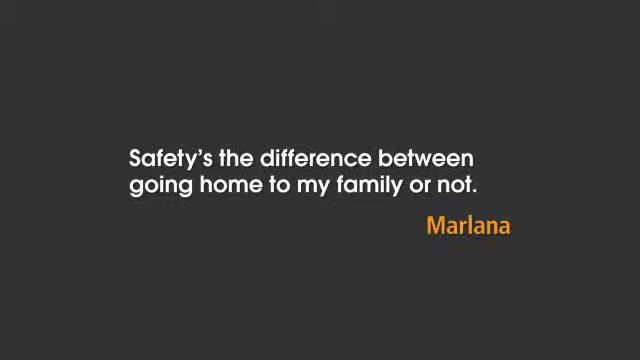 Safety's the difference between
going home to my family or not.
Marlana